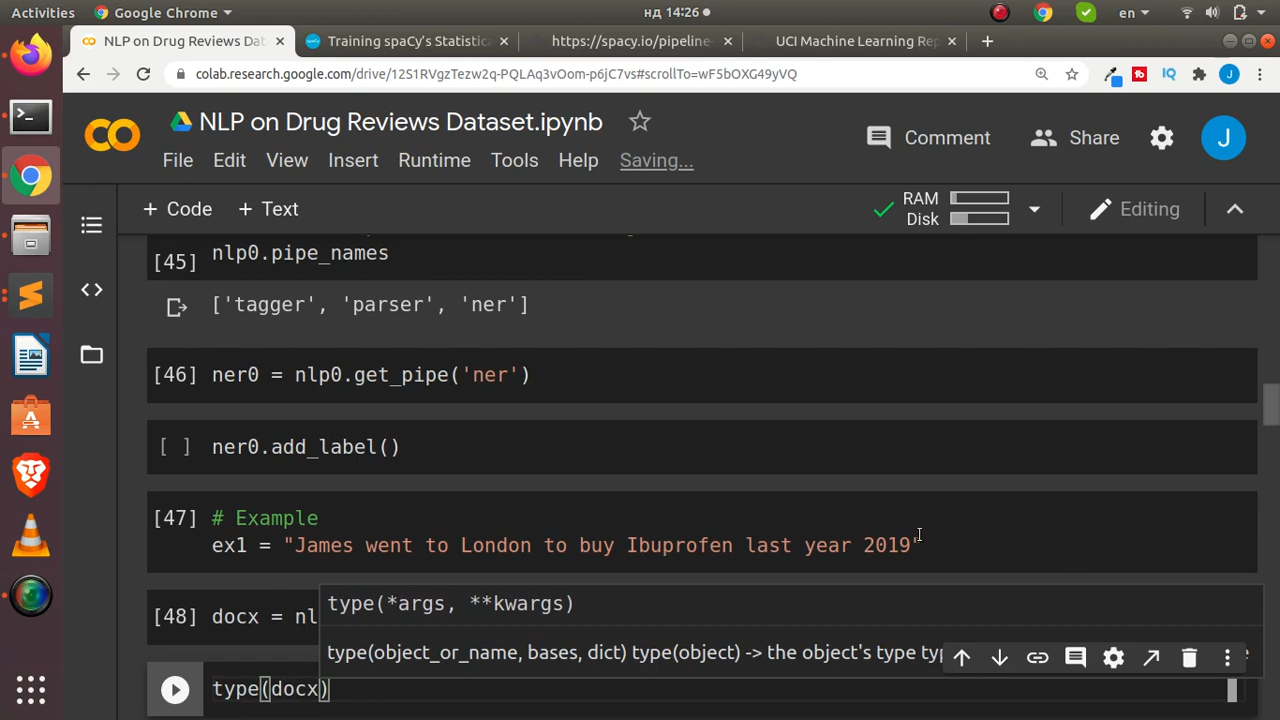 Activities Google Chrome нд 14:26 en
NLP on Drug Reviews Dat Training spaCy's Statistica https://spacy.io/pipeline- UCI Machine Learning Rep
colab.research.google.com/drive/12S1RVgzTezw2q-PQLAq3vOom-p6jC7vs#scrollTo=wF5bOXG49yVQ
NLP on Drug Reviews Dataset.ipynb
Comment Share J
File Edit View Insert Runtime Tools Help Saving...
+ Code + Text RAM Disk Editing
[45] nlp0.pipe_names
['tagger', 'parser', 'ner']
[46] ner0 = nlp0.get_pipe('ner')
[ ] ner0.add_label()
[47] # Example
ex1 = "James went to London to buy Ibuprofen last year 2019"
type(*args, **kwargs)
[48] docx = nl
type(object_or_name, bases, dict) type(object) -> the object's type typ
type(docx)